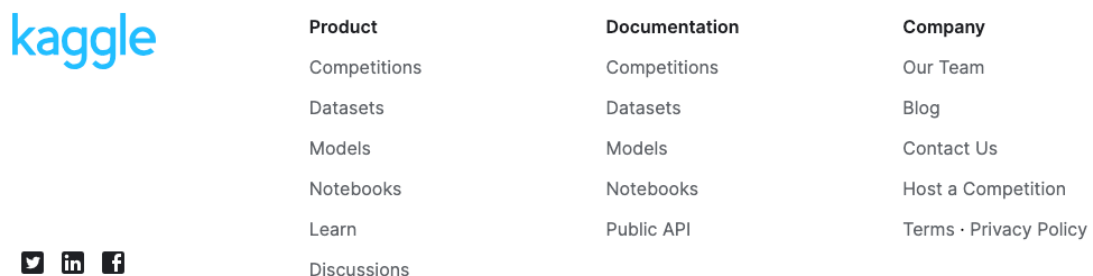 kaggle
Product
Competitions
Datasets
Models
Notebooks
Learn
Discussions
Documentation
Competitions
Datasets
Models
Notebooks
Public API
Company
Our Team
Blog
Contact Us
Host a Competition
Terms · Privacy Policy